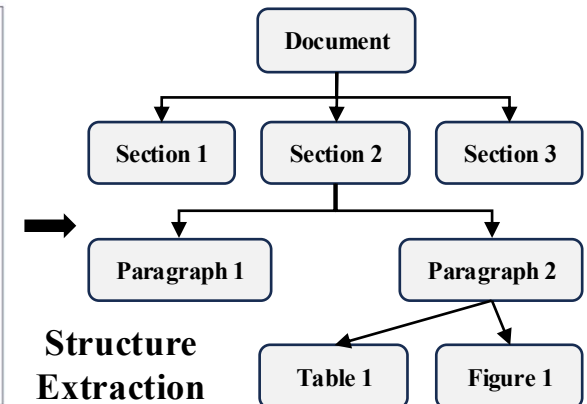 Document
Section 1
Section 2
Section 3
Paragraph 1
Paragraph 2
Structure
Extraction
Table 1
Figure 1